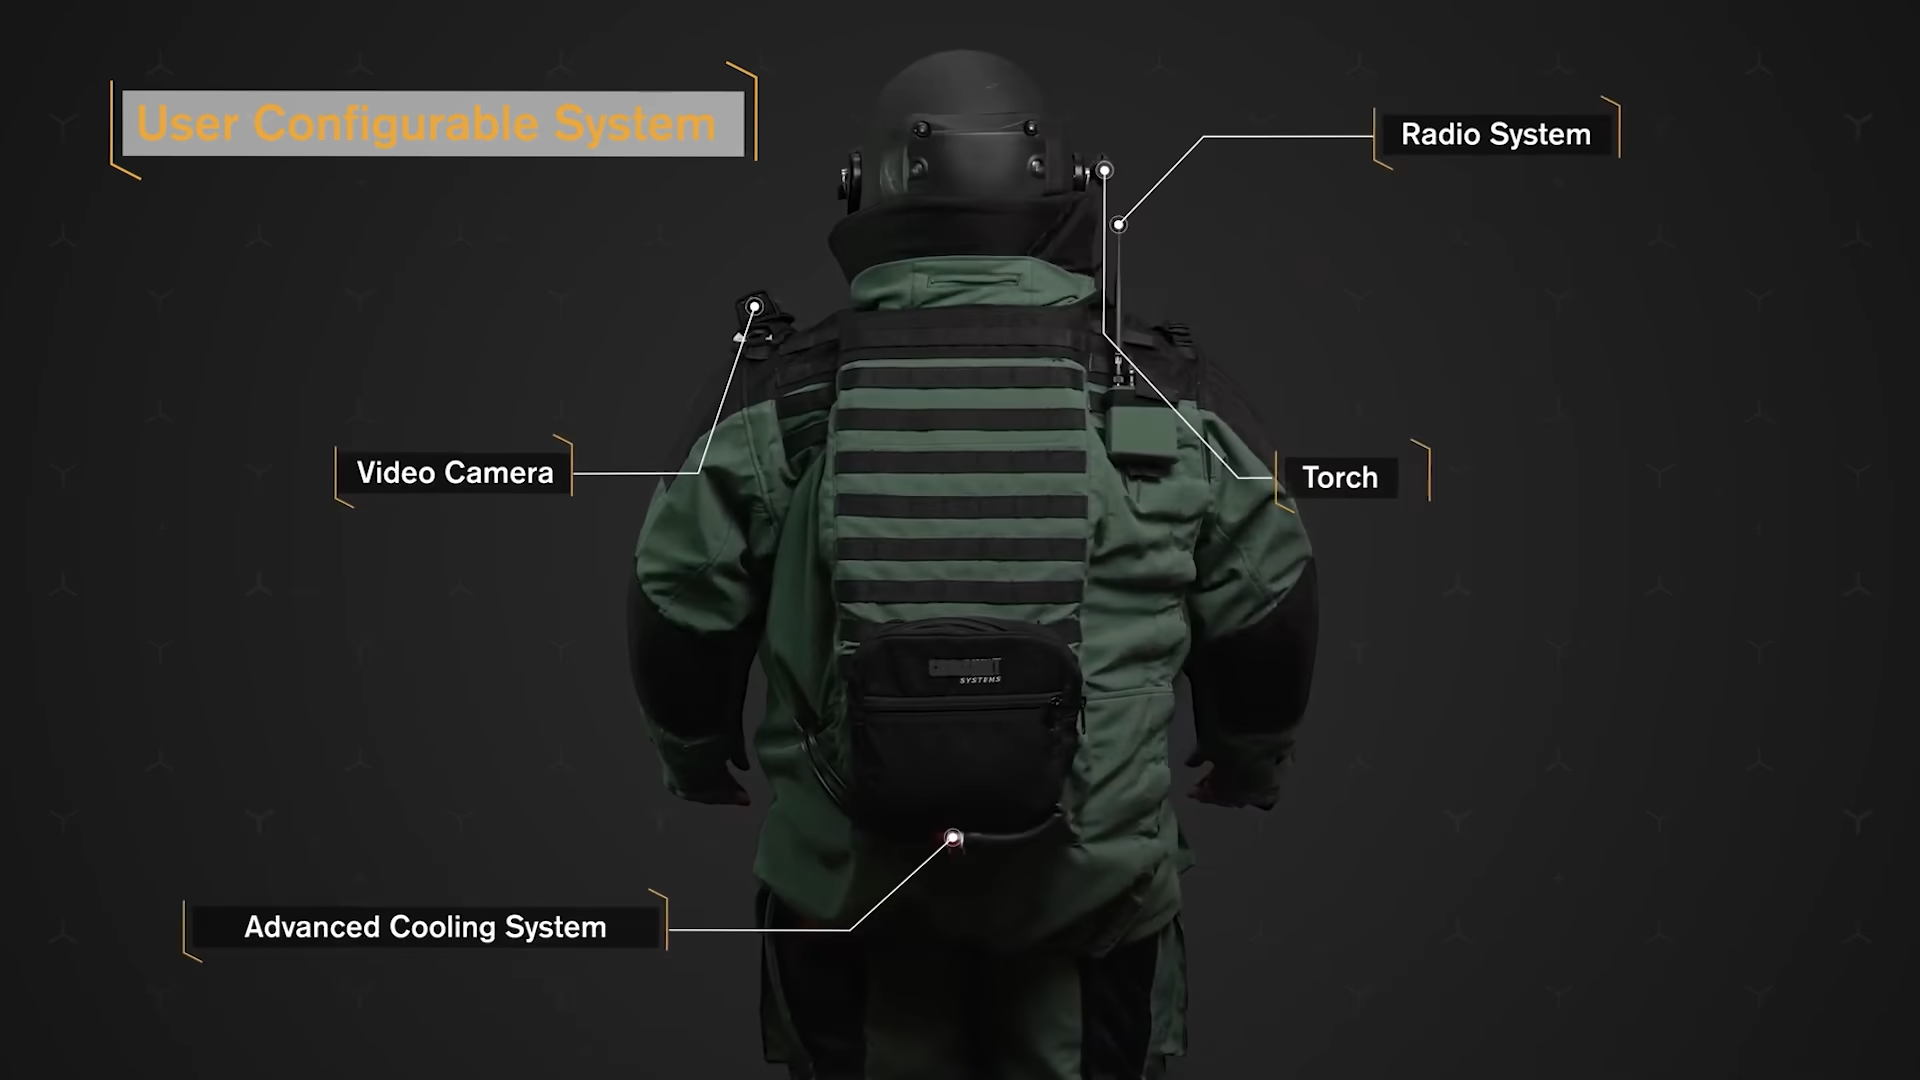 User Configurable System
Radio System
Video Camera
Torch
SYSTEMS
Advanced Cooling System